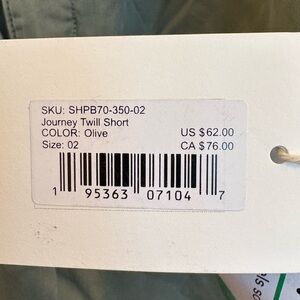 SKU: SHPB70-350-02
Journey Twill Short
COLOR: Olive US $62.00
Size: 02 CA $76.00
1 95363 07104 7